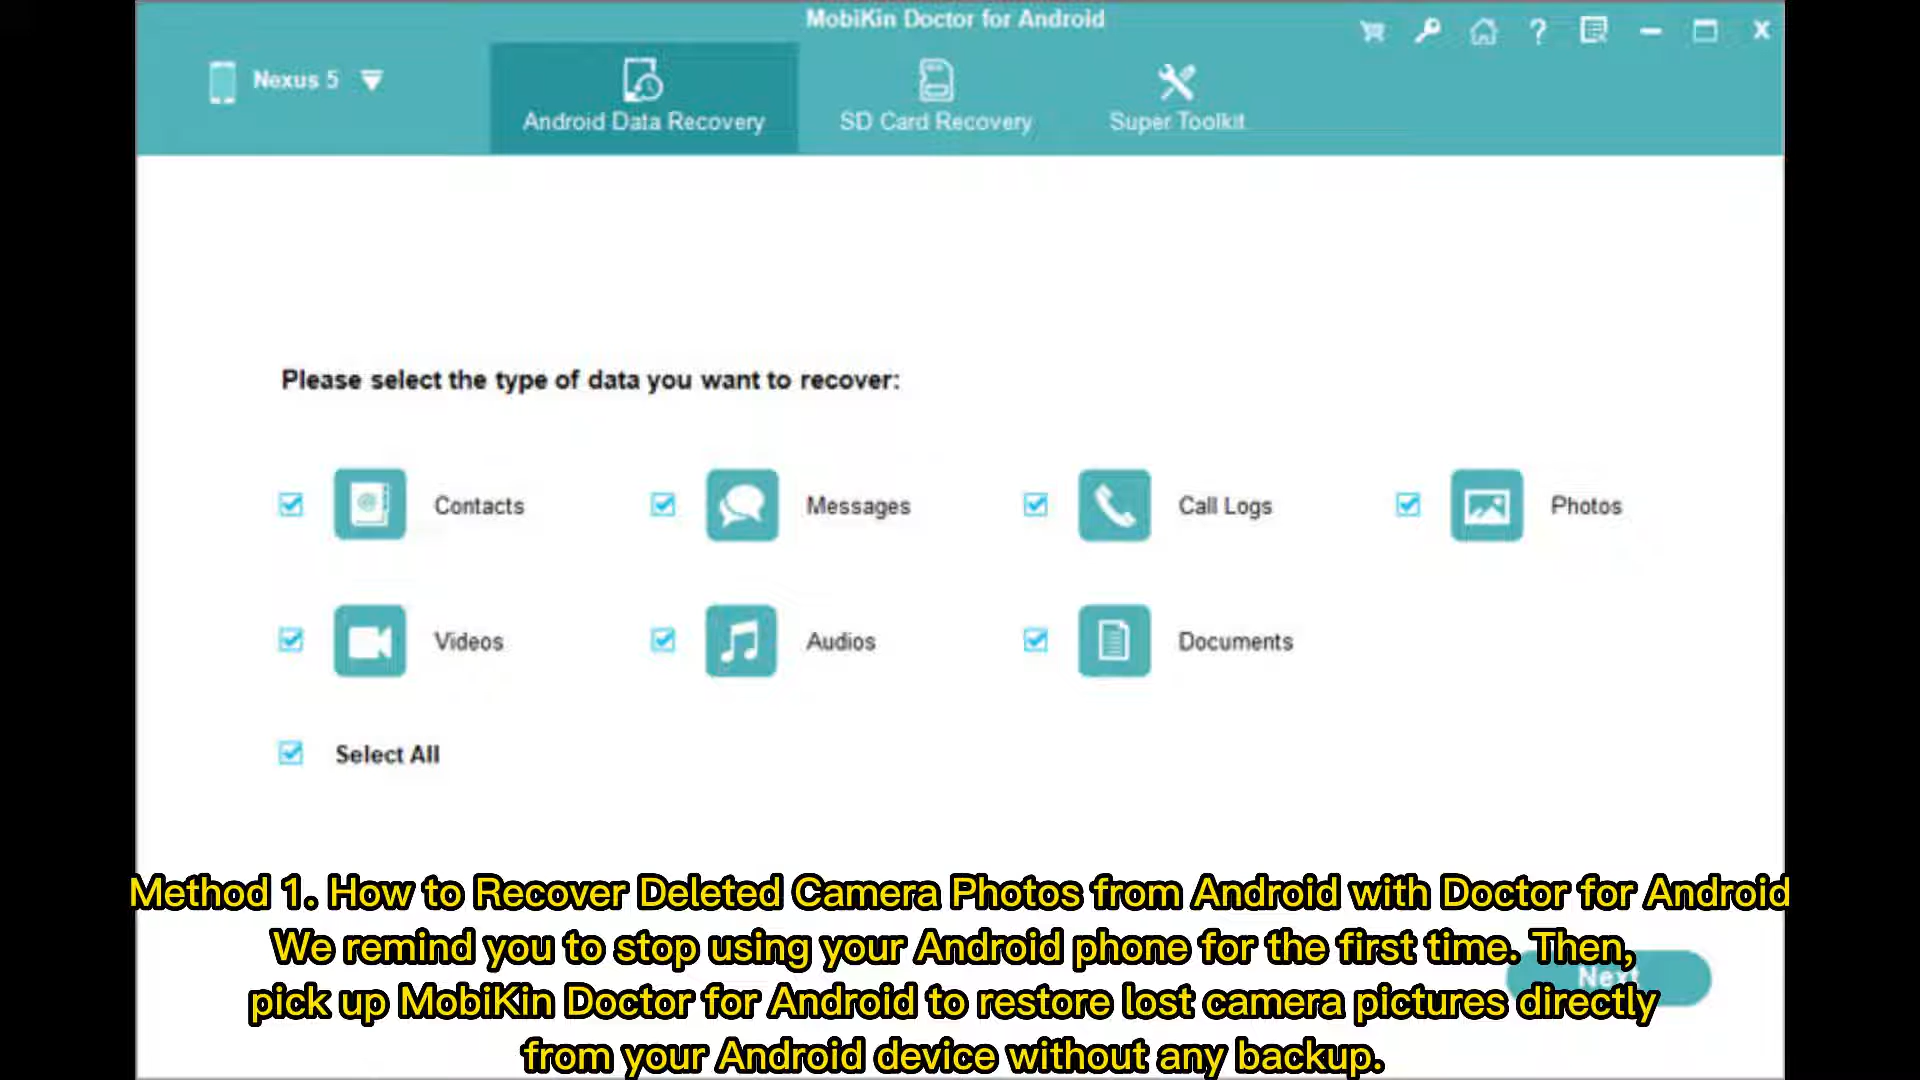 MobiKin Doctor for Android
Nexus 5
Android Data Recovery
SD Card Recovery
Super Toolkit
Please select the type of data you want to recover:
Contacts
Messages
Call Logs
Photos
Videos
Audios
Documents
Select All
Next
Method 1. How to Recover Deleted Camera Photos from Android with Doctor for Android
We remind you to stop using your Android phone for the first time. Then,
pick up MobiKin Doctor for Android to restore lost camera pictures directly
from your Android device without any backup.